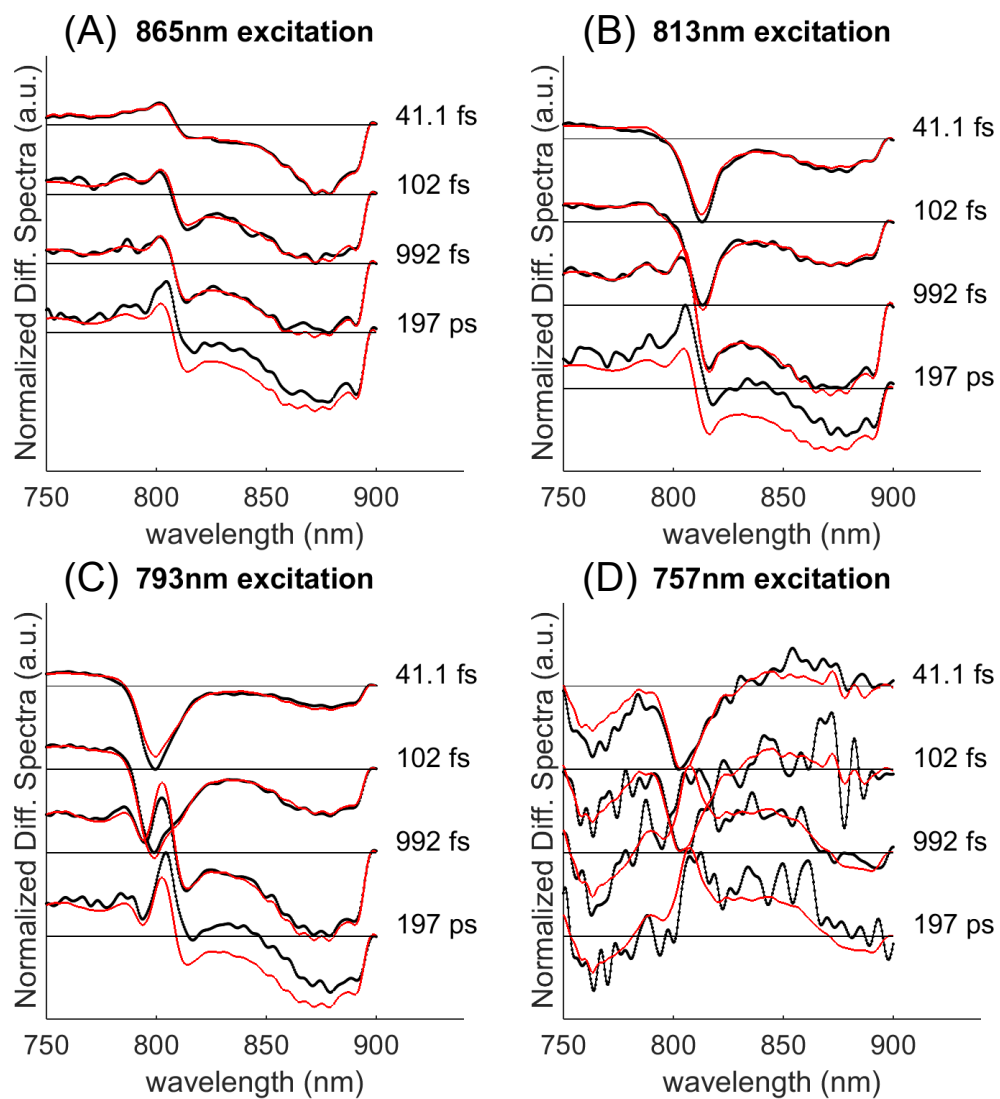 (A) 865nm excitation
Normalized Diff. Spectra (a.u.)
41.1 fs
102 fs
992 fs
197 ps
750 800 850 900
wavelength (nm)
(B) 813nm excitation
Normalized Diff. Spectra (a.u.)
41.1 fs
102 fs
992 fs
197 ps
750 800 850 900
wavelength (nm)
(C) 793nm excitation
Normalized Diff. Spectra (a.u.)
41.1 fs
102 fs
992 fs
197 ps
750 800 850 900
wavelength (nm)
(D) 757nm excitation
Normalized Diff. Spectra (a.u.)
41.1 fs
102 fs
992 fs
197 ps
750 800 850 900
wavelength (nm)